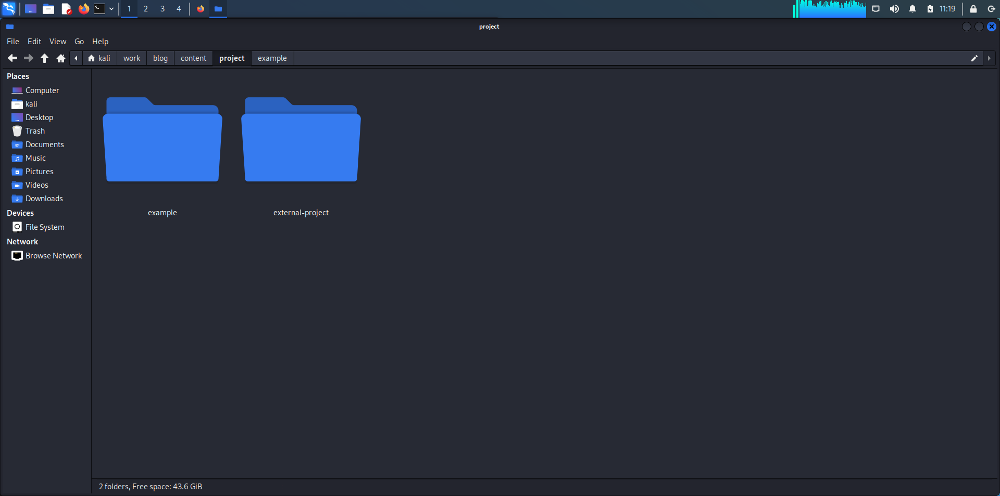 1 2 3 4 11:19
project
File Edit View Go Help
kali work blog content project example
Places
Computer
kali
Desktop
Trash
Documents
Music
Pictures
Videos
Downloads
Devices
File System
Network
Browse Network
example external-project
2 folders, Free space: 43.6 GiB